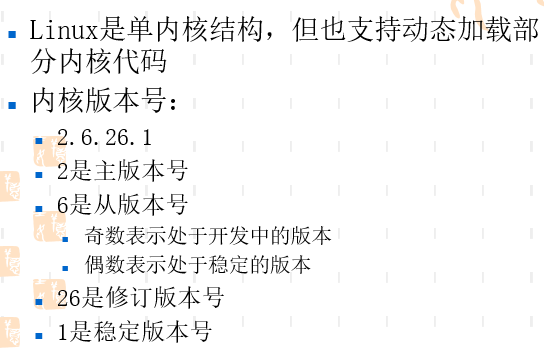 Linux是单内核结构，但也支持动态加载部
分内核代码
内核版本号：
2.6.26.1
2是主版本号
6是从版本号
奇数表示处于开发中的版本
偶数表示处于稳定的版本
26是修订版本号
1是稳定版本号